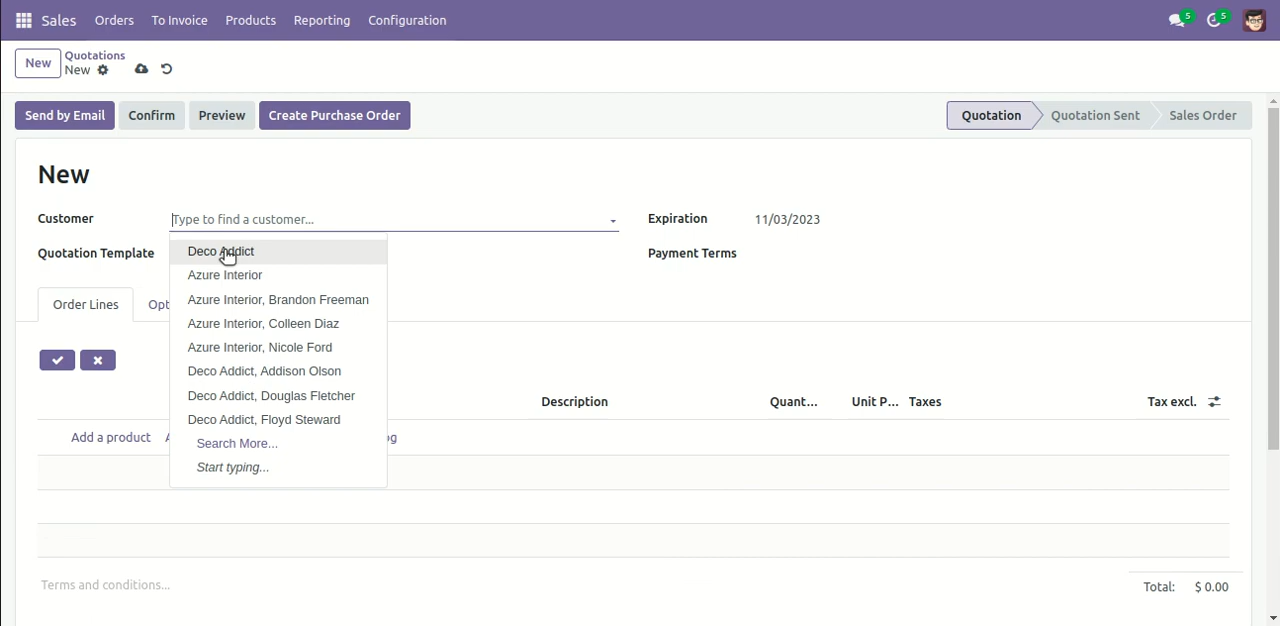 Sales Orders To Invoice Products Reporting Configuration 5 5
New Quotations
New
Send by Email Confirm Preview Create Purchase Order Quotation Quotation Sent Sales Order
New
Customer Type to find a customer... Expiration 11/03/2023
Quotation Template Payment Terms
Deco Addict
Azure Interior
Azure Interior, Brandon Freeman
Azure Interior, Colleen Diaz
Azure Interior, Nicole Ford
Deco Addict, Addison Olson
Deco Addict, Douglas Fletcher
Deco Addict, Floyd Steward
Search More...
Start typing...
Order Lines Opt
Description Quant... Unit P... Taxes Tax excl.
Add a product A og
Terms and conditions... Total: $ 0.00